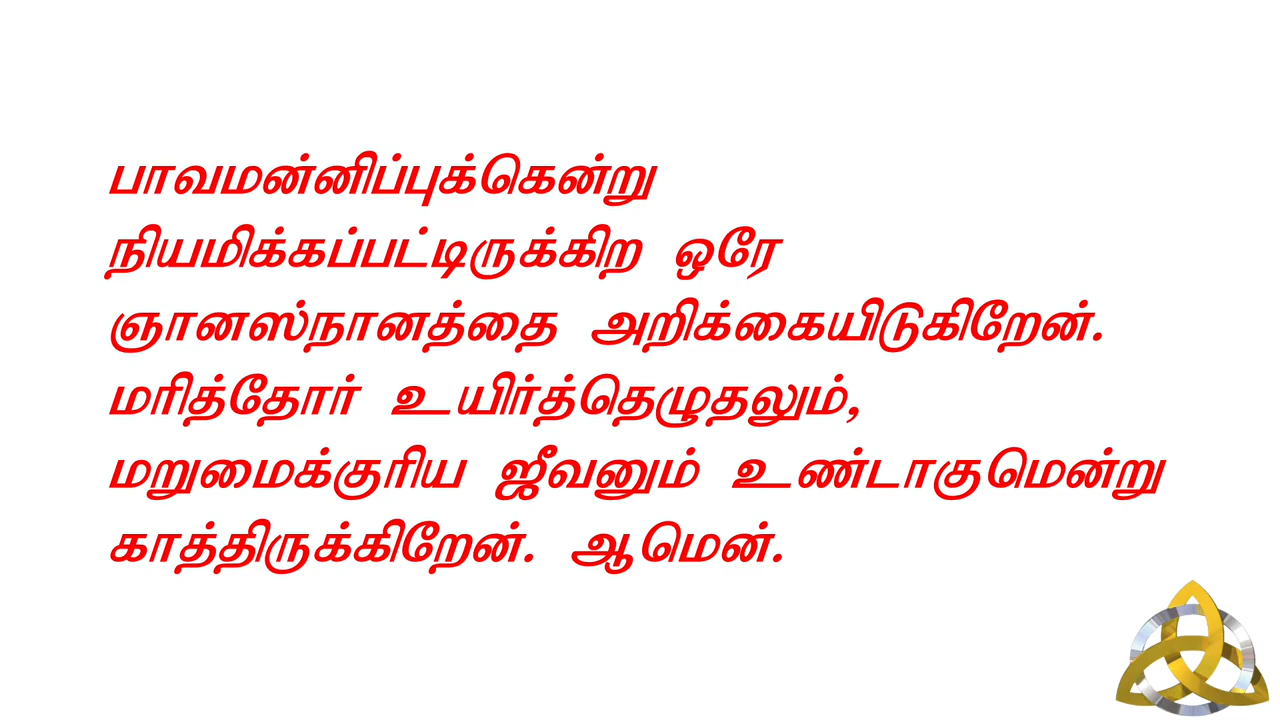 பாவமன்னிப்புக்கென்று
நியமிக்கப்பட்டிருக்கிற ஒரே
ஞானஸ்நானத்தை அறிக்கையிடுகிறேன்.
மரித்தோர் உயிர்த்தெழுதலும்,
மறுமைக்குரிய ஜீவனும் உண்டாகுமென்று
காத்திருக்கிறேன். ஆமென்.